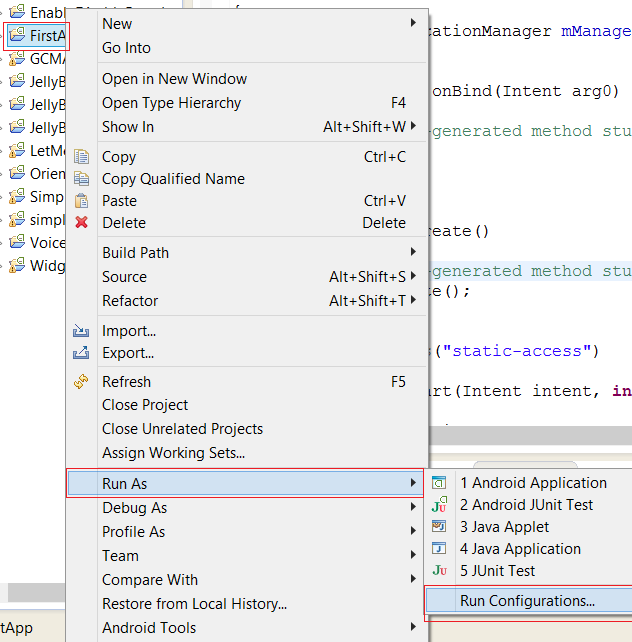 Enabl
FirstA
GCMA
JellyB
JellyB
JellyB
LetMe
Orien
Simp
simpl
Voice
Widg
tApp
New
Go Into
Open in New Window
Open Type Hierarchy F4
Show In Alt+Shift+W
Copy Ctrl+C
Copy Qualified Name
Paste Ctrl+V
Delete Delete
Build Path
Source Alt+Shift+S
Refactor Alt+Shift+T
Import...
Export...
Refresh F5
Close Project
Close Unrelated Projects
Assign Working Sets...
Run As
Debug As
Profile As
Team
Compare With
Restore from Local History...
Android Tools
1 Android Application
2 Android JUnit Test
3 Java Applet
4 Java Application
5 JUnit Test
Run Configurations...
cationManager mManage
onBind(Intent arg0)
-generated method stu
reate()
-generated method stu
te();
s("static-access")
art(Intent intent, in